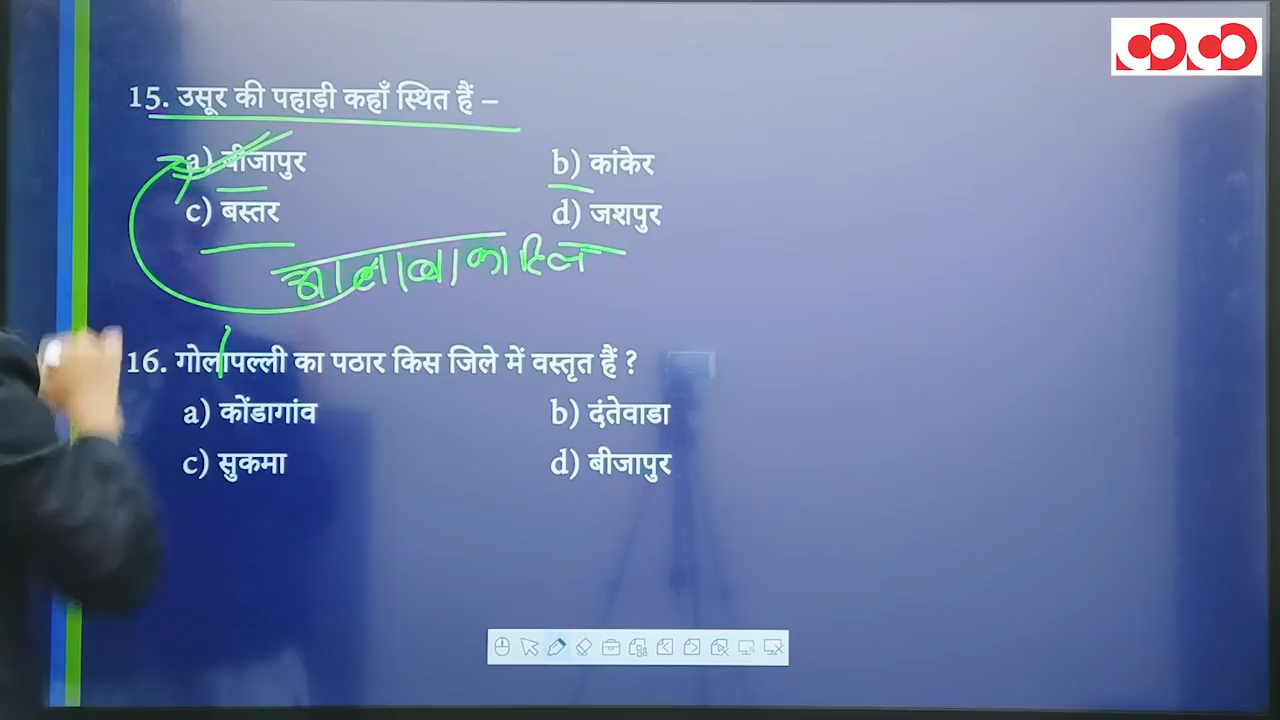 15. उसूर की पहाड़ी कहाँ स्थित हैं –
a) बीजापुर b) कांकेर
c) बस्तर d) जशपुर
16. गोलापल्ली का पठार किस जिले में वस्तृत हैं ?
a) कोंडागांव b) दंतेवाडा
c) सुकमा d) बीजापुर